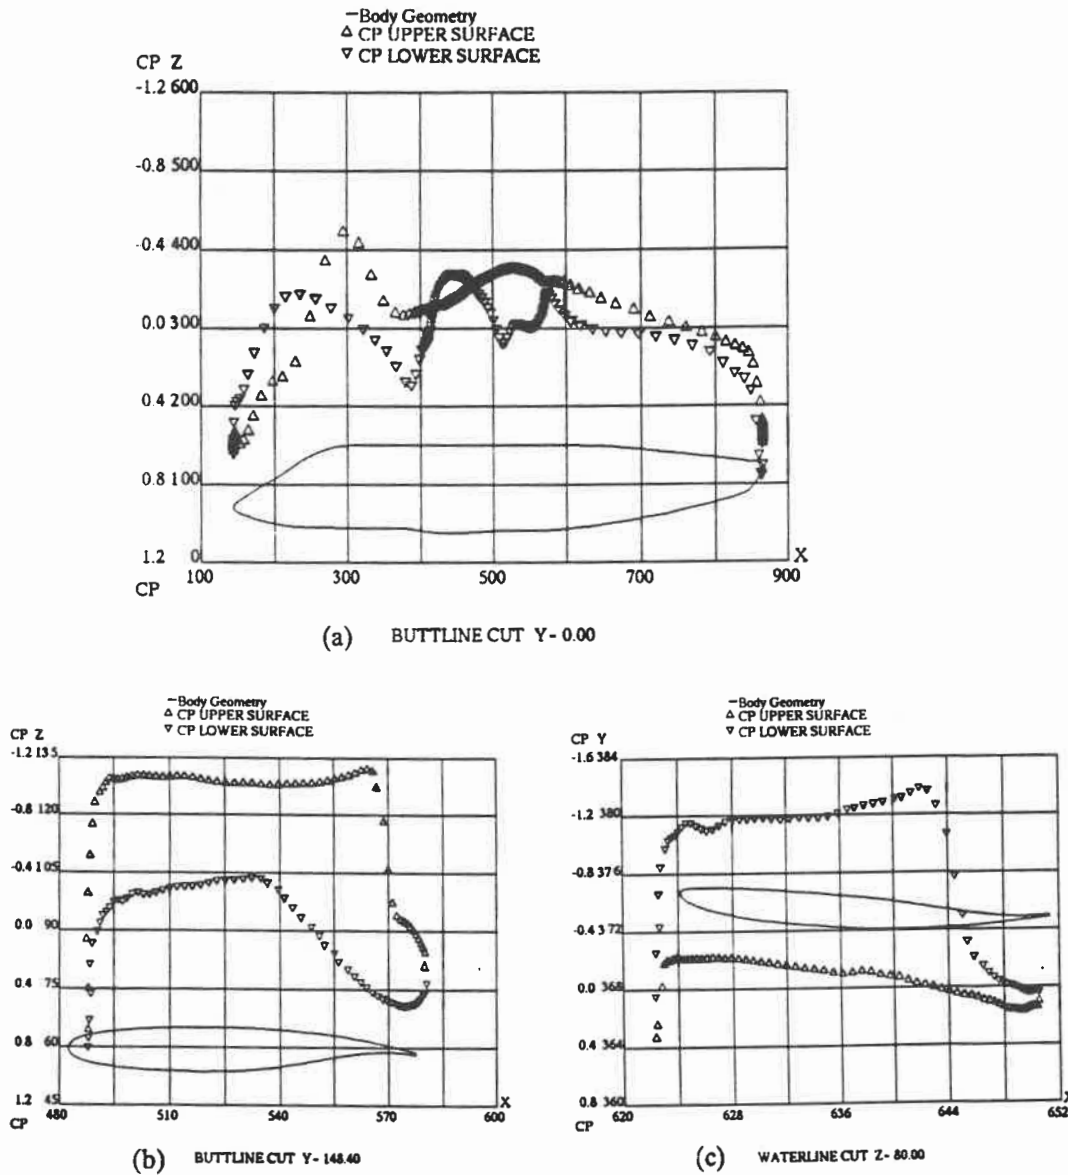 —Body Geometry
△ CP UPPER SURFACE
▽ CP LOWER SURFACE
CP Z
-1.2 600
-0.8 500
-0.4 400
0.0 300
0.4 200
0.8 100
1.2 0
CP
100 300 500 700 900
X
(a) BUTTLINE CUT Y- 0.00
—Body Geometry
△ CP UPPER SURFACE
▽ CP LOWER SURFACE
CP Z
-1.2 135
-0.8 120
-0.4 105
0.0 90
0.4 75
0.8 60
1.2 45
CP
480 510 540 570 600
X
(b) BUTTLINE CUT Y- 148.40
—Body Geometry
△ CP UPPER SURFACE
▽ CP LOWER SURFACE
CP Y
-1.6 384
-1.2 380
-0.8 376
-0.4 372
0.0 368
0.4 364
0.8 360
CP
620 628 636 644 652
X
(c) WATERLINE CUT Z- 80.00